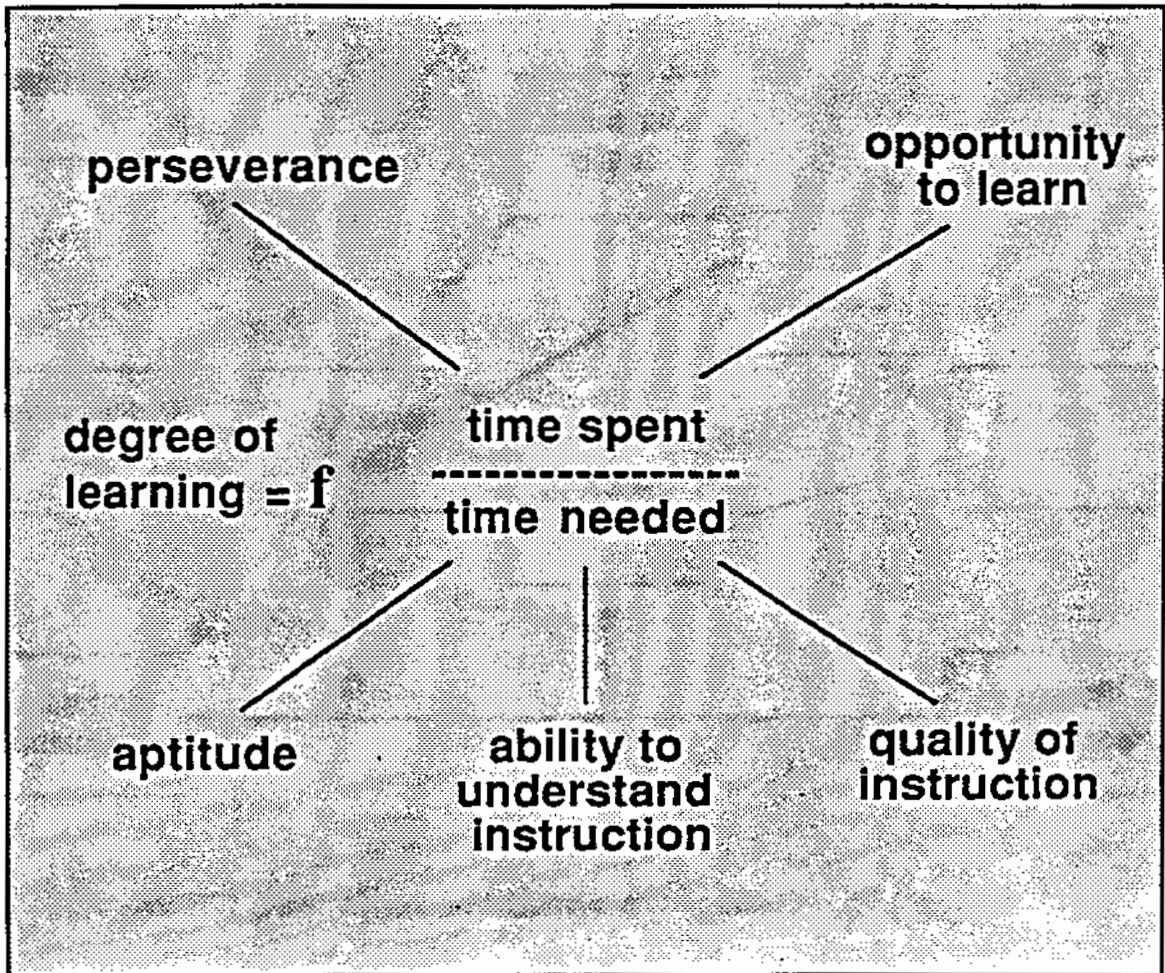 perseverance
opportunity
to learn
degree of
learning = f
time spent
time needed
aptitude
ability to
understand
instruction
quality of
instruction